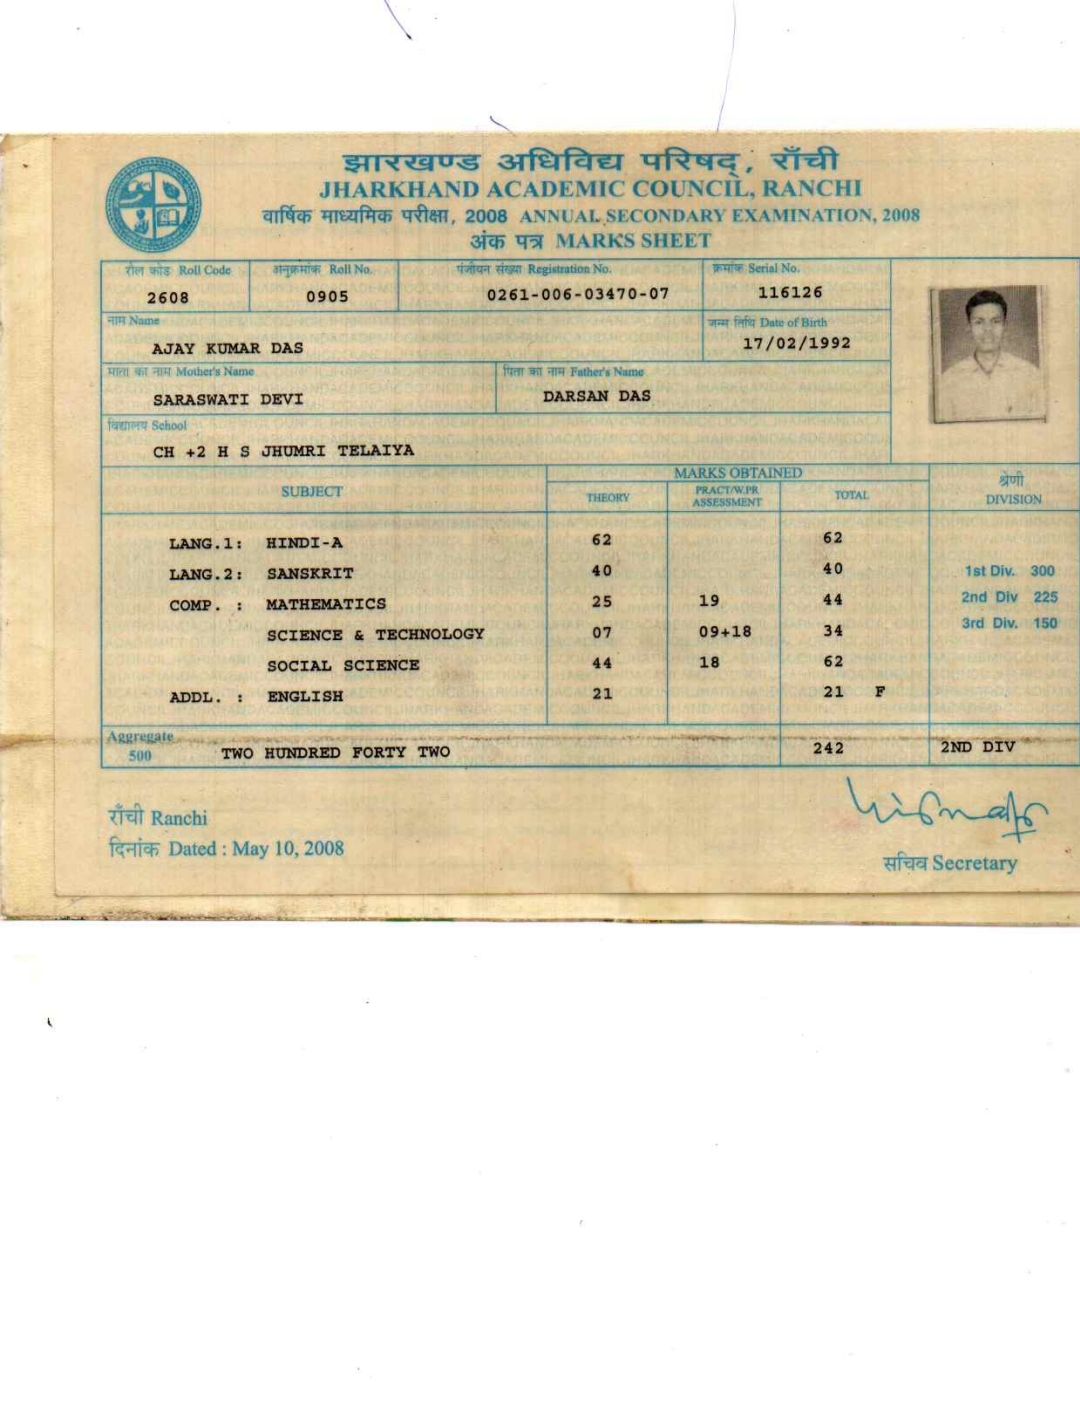 झारखण्ड अधिविद्य परिषद्, राँची
JHARKHAND ACADEMIC COUNCIL, RANCHI
वार्षिक माध्यमिक परीक्षा, 2008 ANNUAL SECONDARY EXAMINATION, 2008
अंक पत्र MARKS SHEET
रोल कोड Roll Code अनुक्रमांक Roll No. पंजीयन संख्या Registration No. क्रमांक Serial No.
2608 0905 0261-006-03470-07 116126
नाम Name जन्म तिथि Date of Birth
AJAY KUMAR DAS 17/02/1992
माता का नाम Mother's Name पिता का नाम Father's Name
SARASWATI DEVI DARSAN DAS
विद्यालय School
CH +2 H S JHUMRI TELAIYA
SUBJECT MARKS OBTAINED श्रेणी
THEORY PRACT/W.PR ASSESSMENT TOTAL DIVISION
LANG.1: HINDI-A 62 62
LANG.2: SANSKRIT 40 40 1st Div. 300
COMP. : MATHEMATICS 25 19 44 2nd Div 225
SCIENCE & TECHNOLOGY 07 09+18 34 3rd Div. 150
SOCIAL SCIENCE 44 18 62
ADDL. : ENGLISH 21 21 F
Aggregate
500 TWO HUNDRED FORTY TWO 242 2ND DIV
राँची Ranchi
दिनांक Dated : May 10, 2008
सचिव Secretary